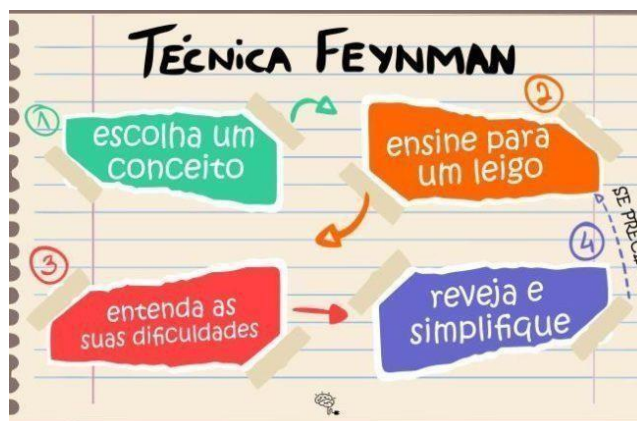 TÉCNICA FEYNMAN
1
escolha um
conceito
2
ensine para
um leigo
3
entenda as
suas dificuldades
4
reveja e
simplifique
SE